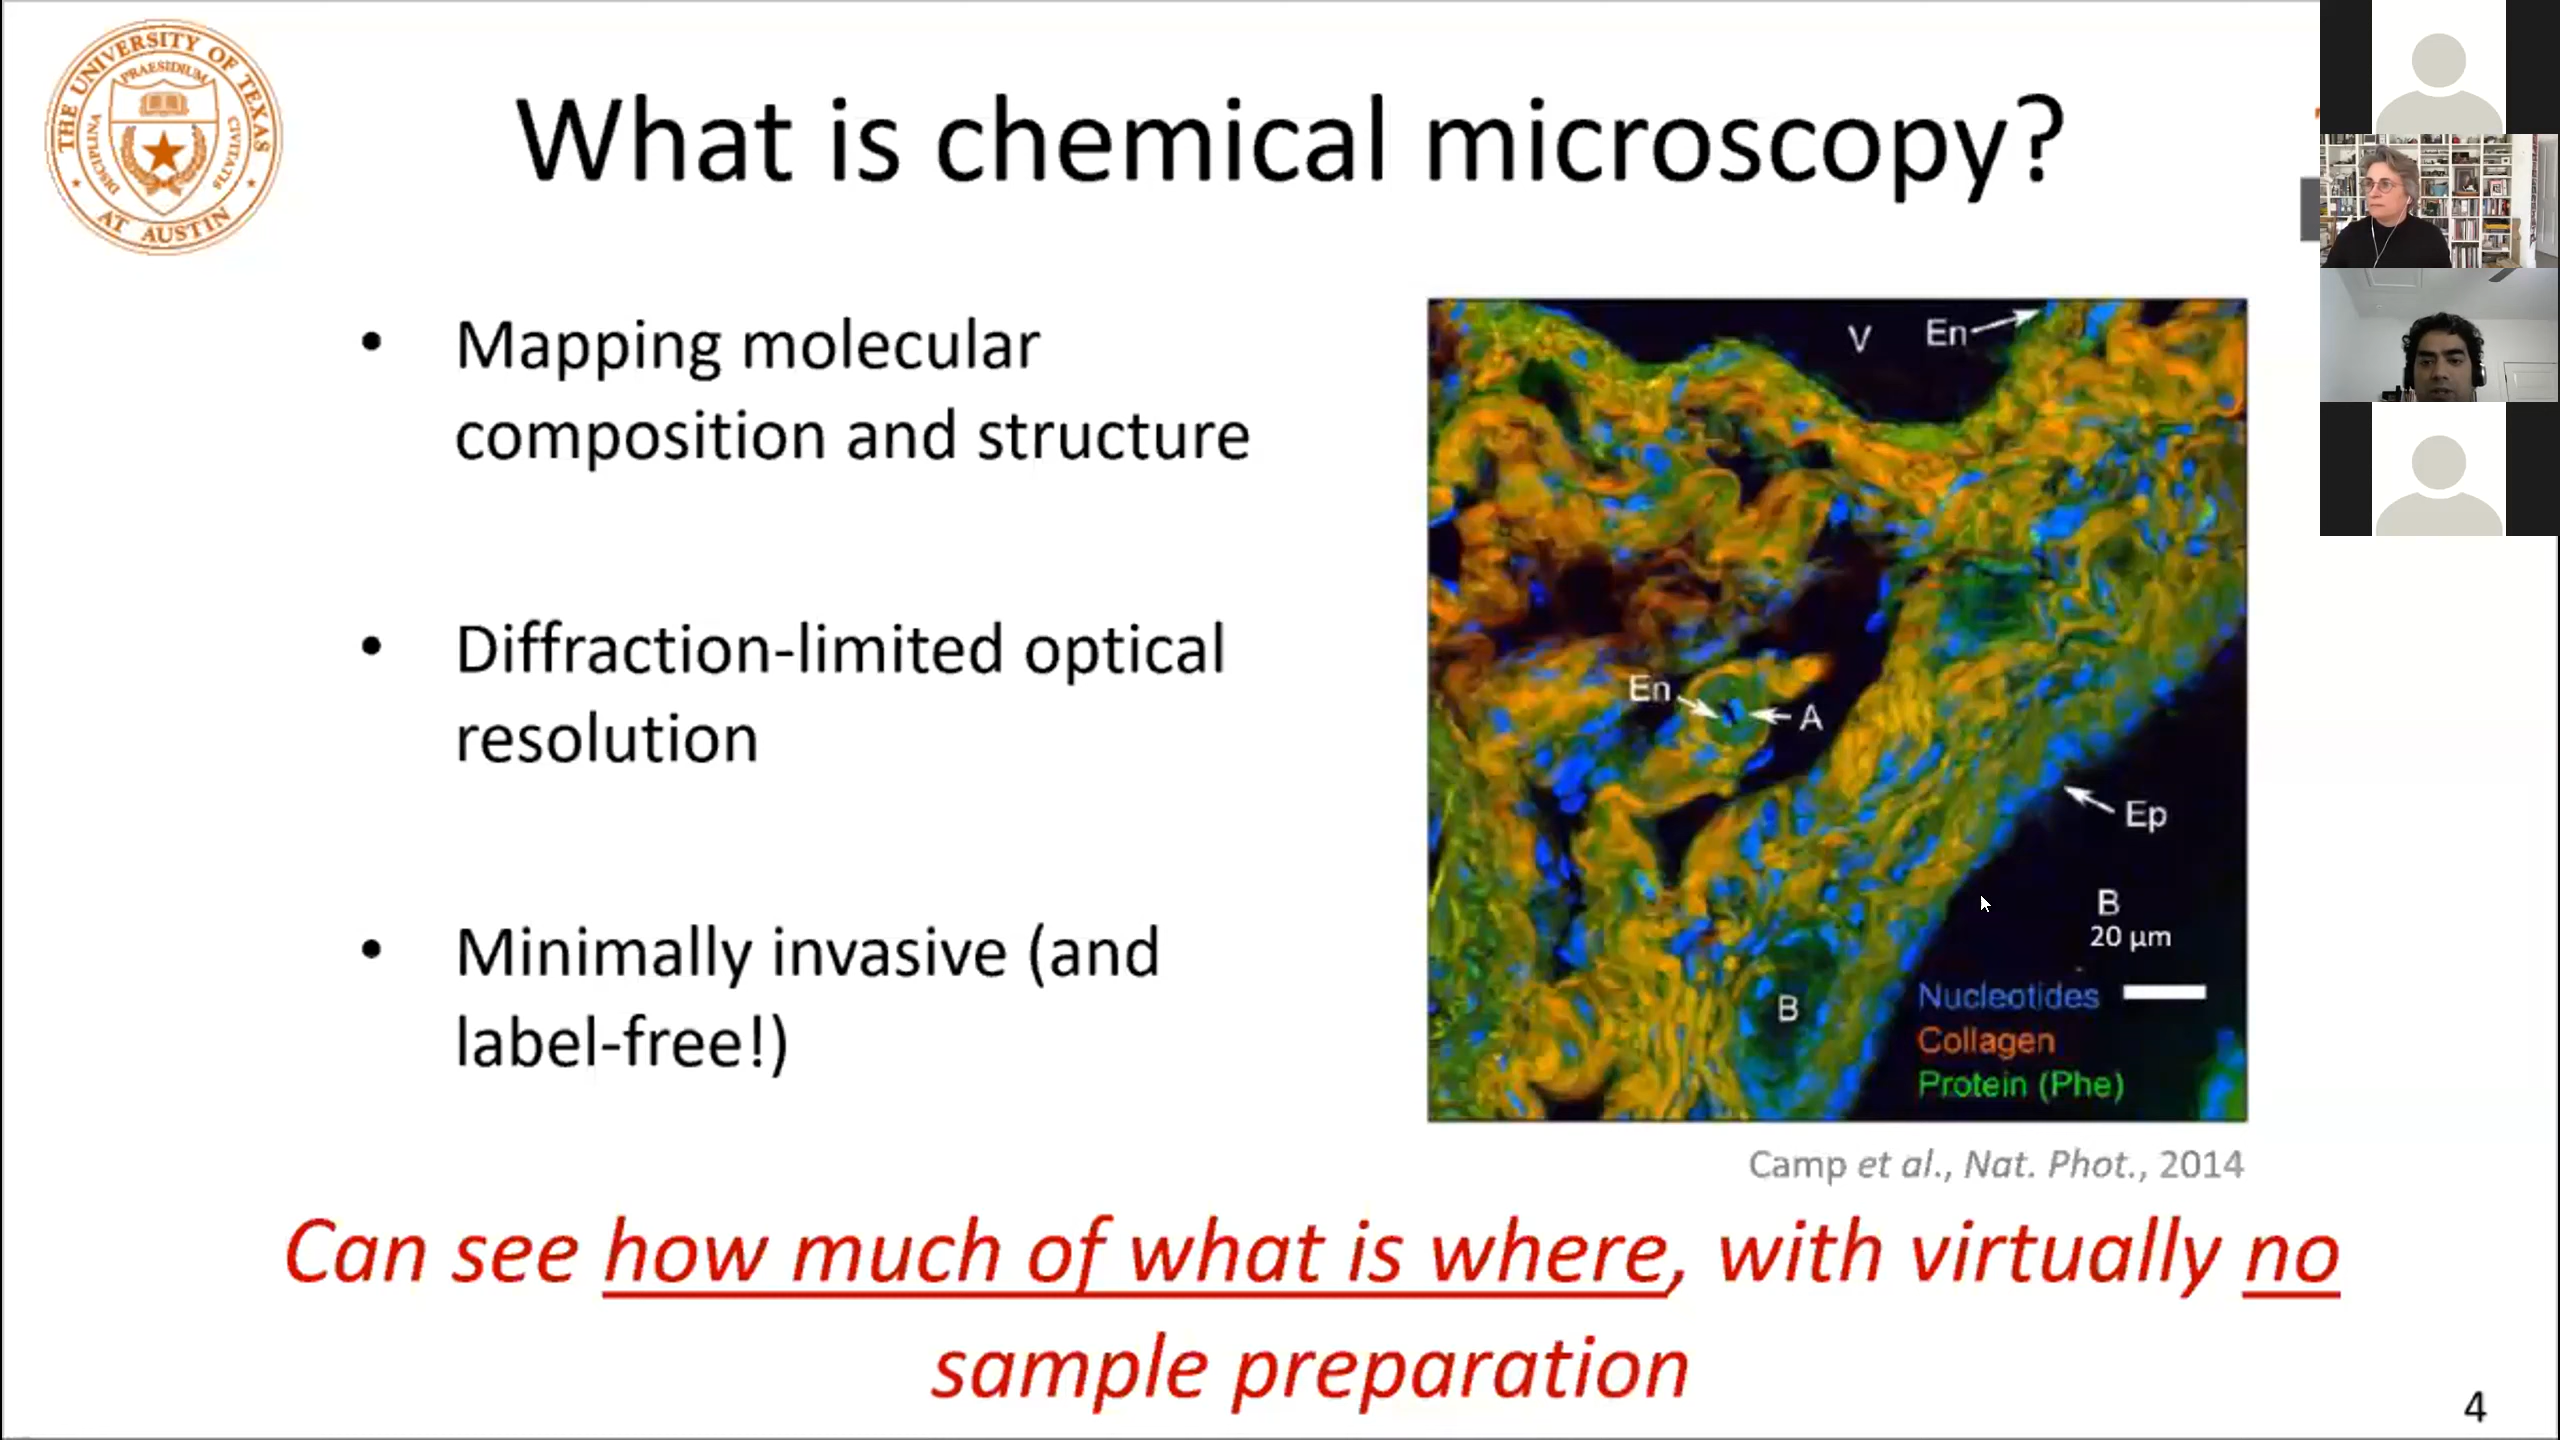 THE UNIVERSITY OF TEXAS
PRAESIDIUM
DISCIPLINA
CIVITATIS
AT AUSTIN
What is chemical microscopy?
• Mapping molecular
composition and structure
• Diffraction-limited optical
resolution
• Minimally invasive (and
label-free!)
V
En
En
A
Ep
B
20 µm
B
Nucleotides
Collagen
Protein (Phe)
Camp et al., Nat. Phot., 2014
Can see how much of what is where, with virtually no
sample preparation
4